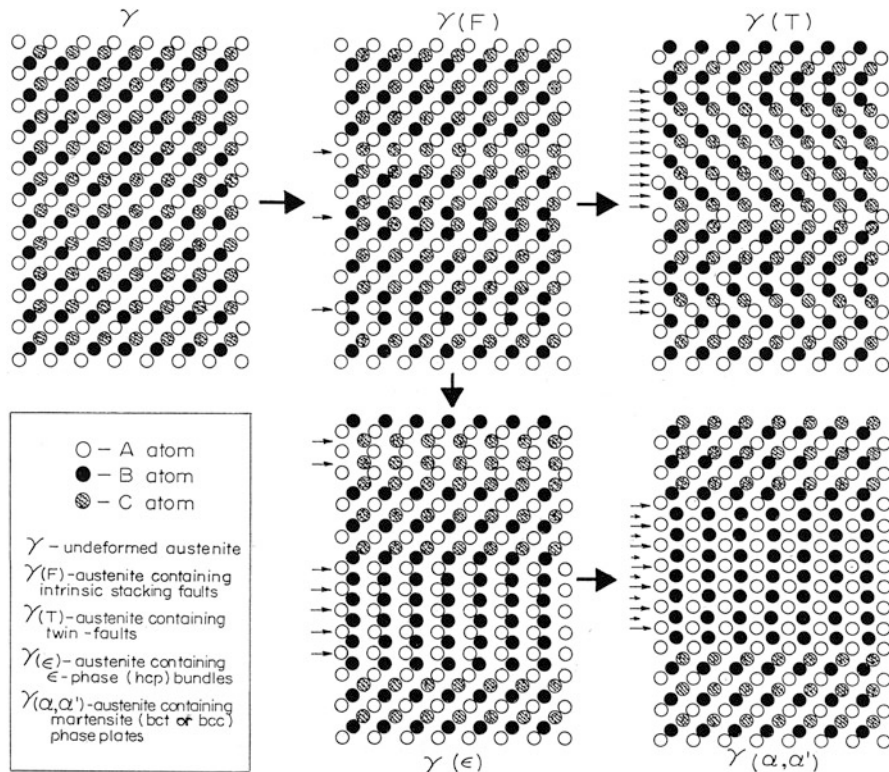 γ
γ(F)
γ(T)
○ – A atom
● – B atom
– C atom
γ – undeformed austenite
γ(F)-austenite containing
intrinsic stacking faults
γ(T)-austenite containing
twin-faults
γ(ϵ)-austenite containing
ϵ-phase (hcp) bundles
γ(α,α')-austenite containing
martensite (bct or bcc)
phase plates
γ(ϵ)
γ(α,α')